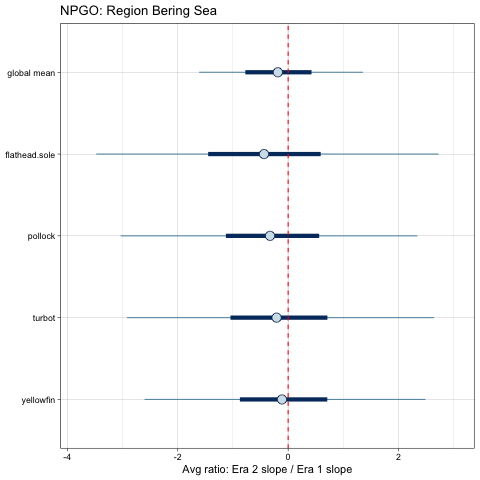 NPGO: Region Bering Sea
global mean
flathead.sole
pollock
turbot
yellowfin
-4 -2 0 2
Avg ratio: Era 2 slope / Era 1 slope